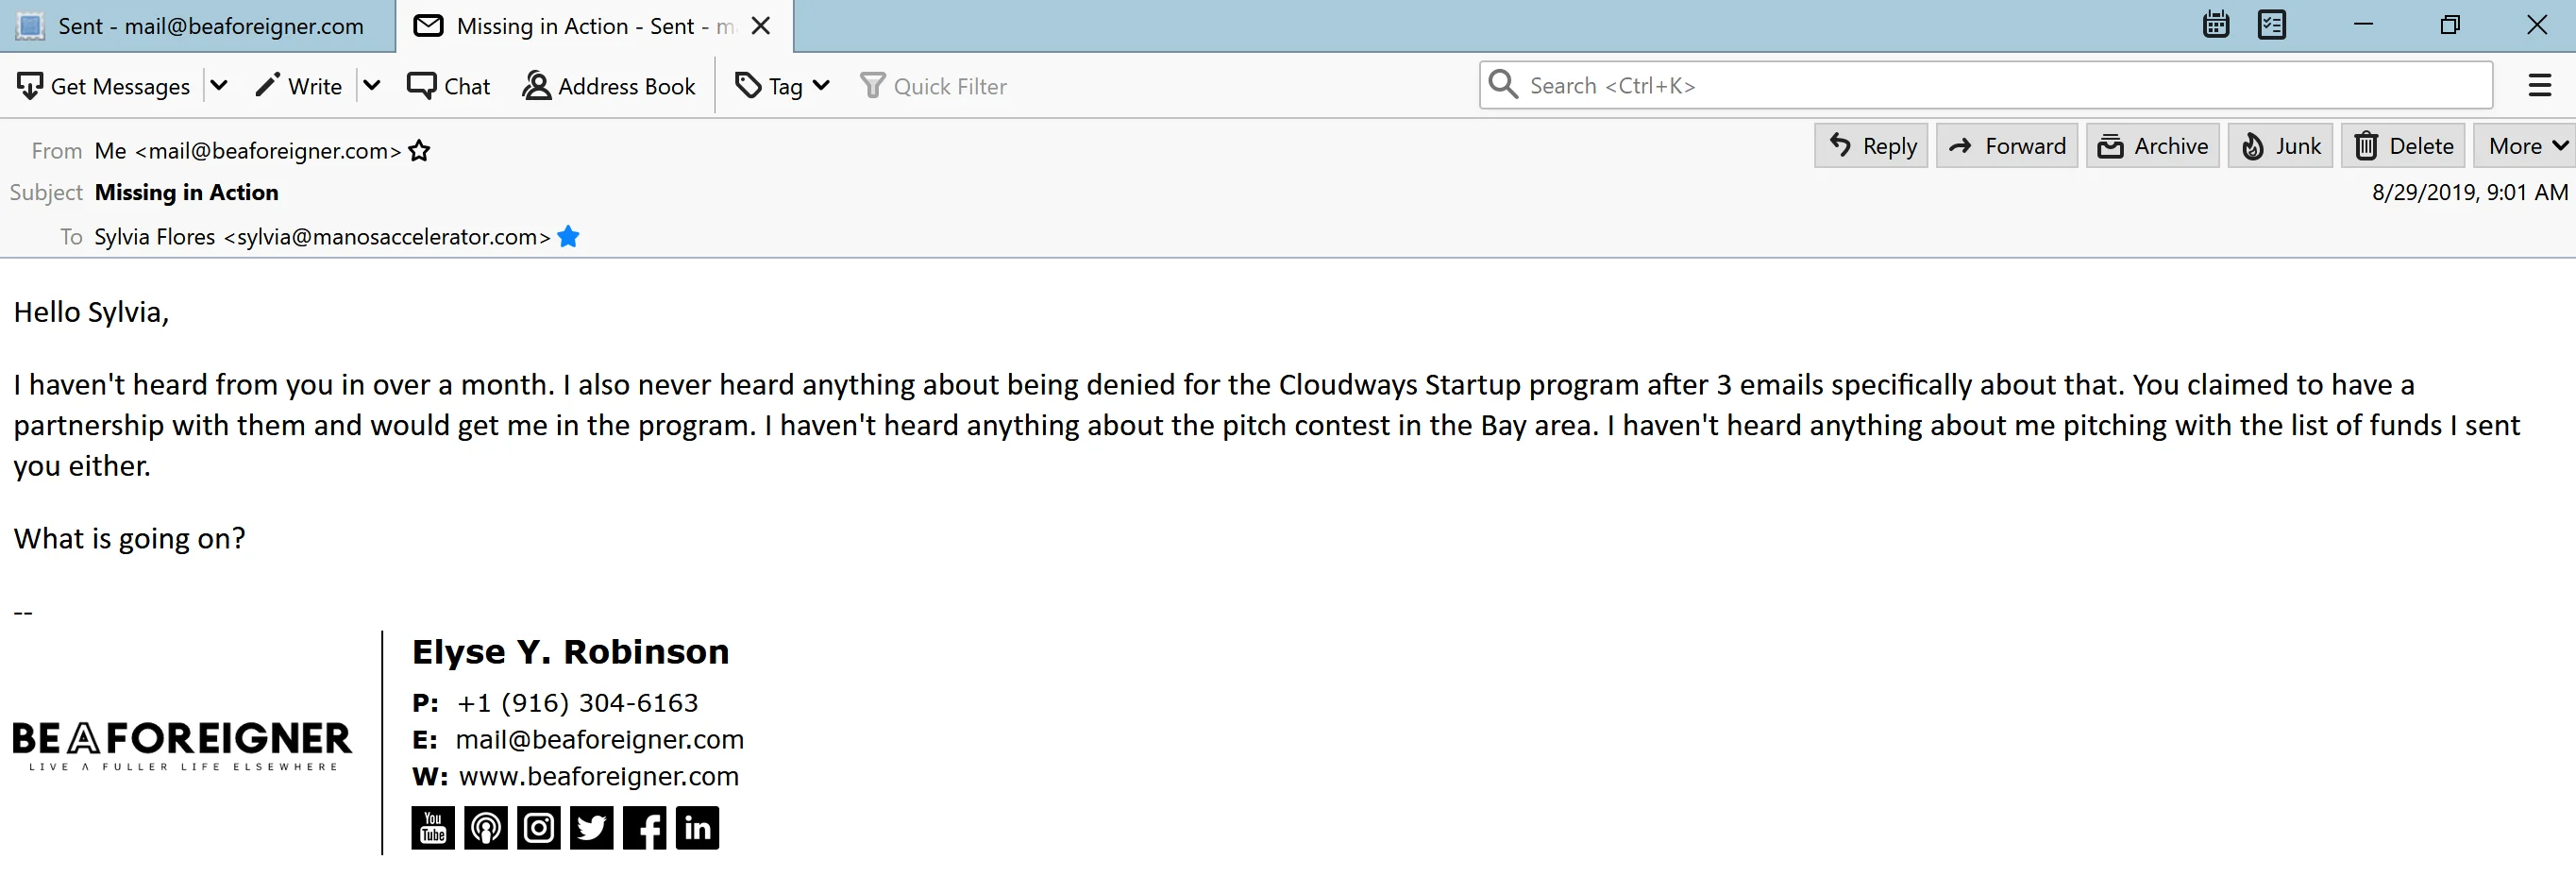 Sent - mail@beaforeigner.com
Missing in Action - Sent - m
Get Messages
Write
Chat
Address Book
Tag
Quick Filter
Search <Ctrl+K>
From Me <mail@beaforeigner.com>
Reply
Forward
Archive
Junk
Delete
More
Subject Missing in Action
8/29/2019, 9:01 AM
To Sylvia Flores <sylvia@manosaccelerator.com>
Hello Sylvia,
I haven't heard from you in over a month. I also never heard anything about being denied for the Cloudways Startup program after 3 emails specifically about that. You claimed to have a
partnership with them and would get me in the program. I haven't heard anything about the pitch contest in the Bay area. I haven't heard anything about me pitching with the list of funds I sent
you either.
What is going on?
--
BE A FOREIGNER
LIVE A FULLER LIFE ELSEWHERE
Elyse Y. Robinson
P: +1 (916) 304-6163
E: mail@beaforeigner.com
W: www.beaforeigner.com
You
Tube
in